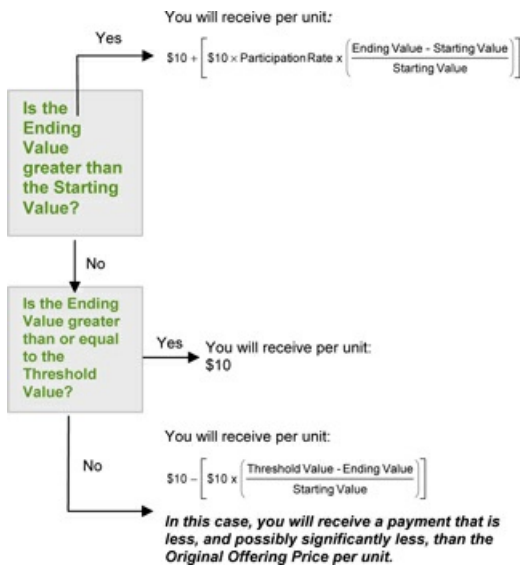 You will receive per unit:
Yes
$10 + [$10 × Participation Rate x (Ending Value - Starting Value / Starting Value)]
Is the
Ending
Value
greater than
the Starting
Value?
No
Is the Ending
Value greater
than or equal
to the
Threshold
Value?
Yes
You will receive per unit:
$10
You will receive per unit:
No
$10 – [$10 x (Threshold Value - Ending Value / Starting Value)]
In this case, you will receive a payment that is
less, and possibly significantly less, than the
Original Offering Price per unit.